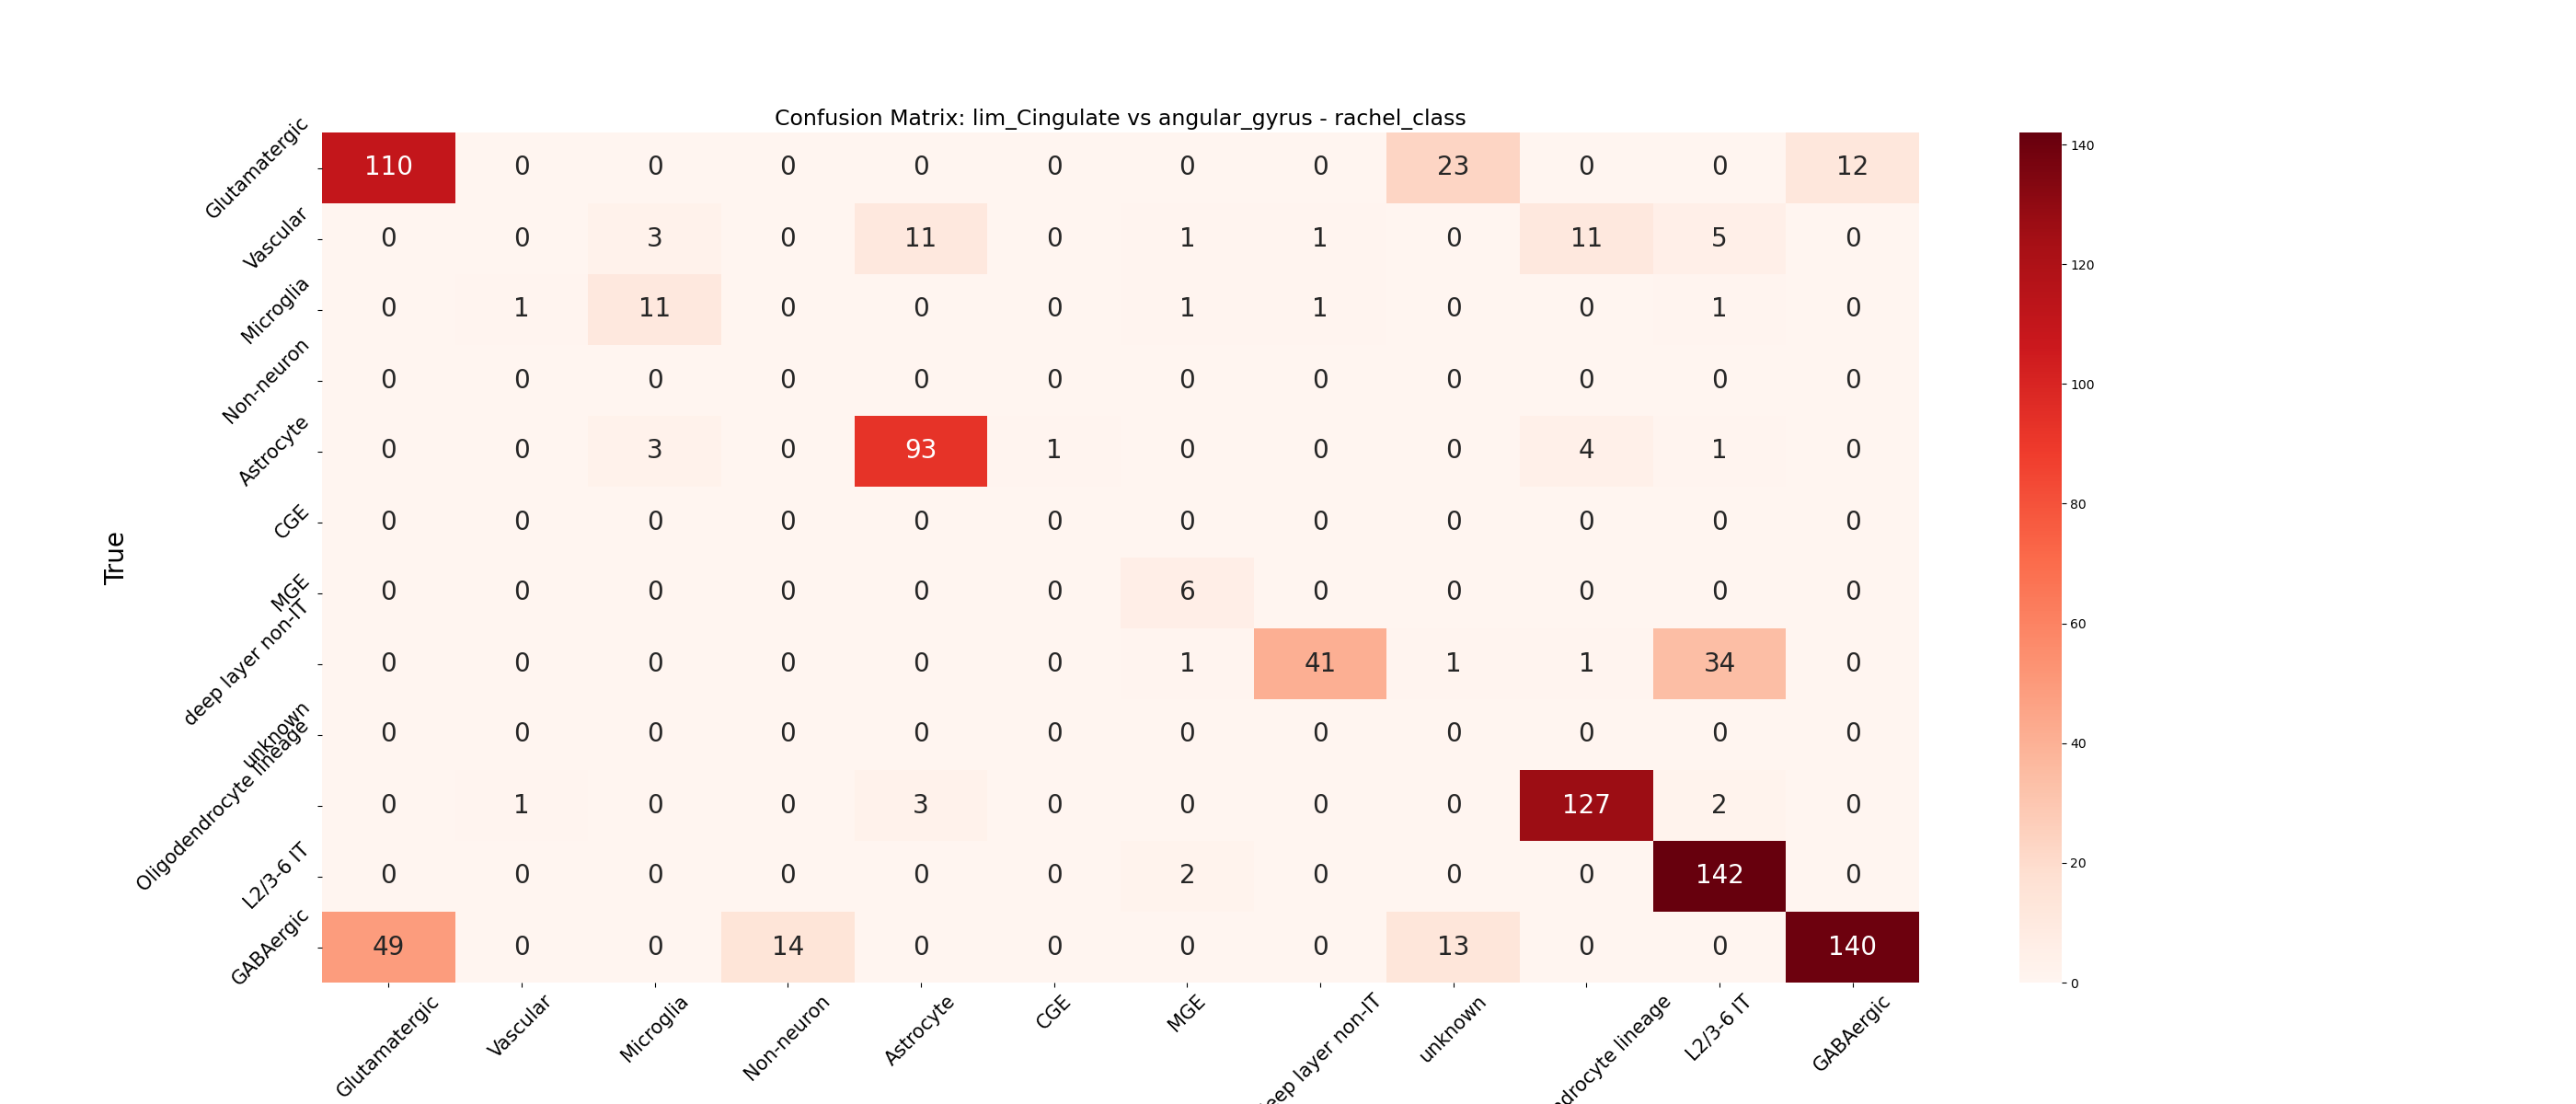 Confusion Matrix: lim_Cingulate vs angular_gyrus - rachel_class
True
Glutamatergic 110 0 0 0 0 0 0 0 23 0 0 12
Vascular 0 0 3 0 11 0 1 1 0 11 5 0
Microglia 0 1 11 0 0 0 1 1 0 0 1 0
Non-neuron 0 0 0 0 0 0 0 0 0 0 0 0
Astrocyte 0 0 3 0 93 1 0 0 0 4 1 0
CGE 0 0 0 0 0 0 0 0 0 0 0 0
MGE 0 0 0 0 0 0 6 0 0 0 0 0
deep layer non-IT 0 0 0 0 0 0 1 41 1 1 34 0
unknown 0 0 0 0 0 0 0 0 0 0 0 0
Oligodendrocyte lineage 0 1 0 0 3 0 0 0 0 127 2 0
L2/3-6 IT 0 0 0 0 0 0 2 0 0 0 142 0
GABAergic 49 0 0 14 0 0 0 0 13 0 0 140
Glutamatergic
Vascular
Microglia
Non-neuron
Astrocyte
CGE
MGE
eep layer non-IT
unknown
ndrocyte lineage
L2/3-6 IT
GABAergic
140
120
100
80
60
40
20
0